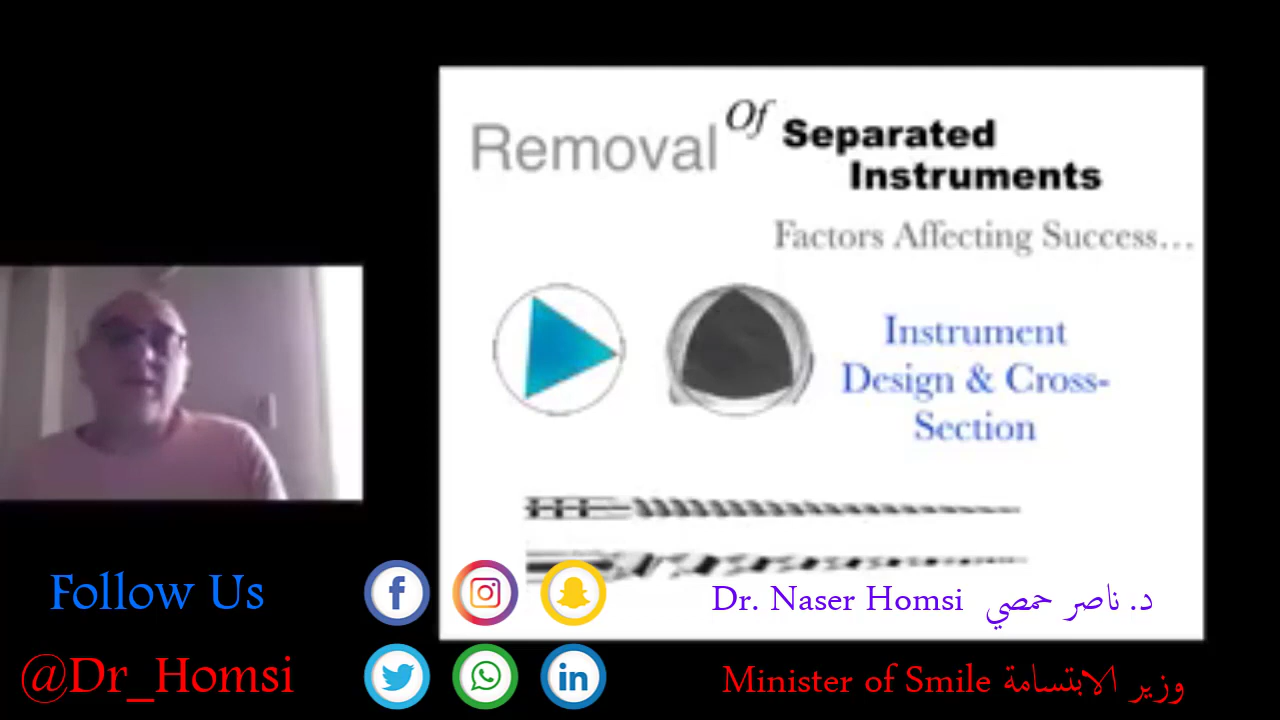 Removal Of Separated
Instruments
Factors Affecting Success...
Instrument
Design & Cross-
Section
Follow Us
Dr. Naser Homsi د. ناصر حمصي
@Dr_Homsi
Minister of Smile وزير الابتسامة
in